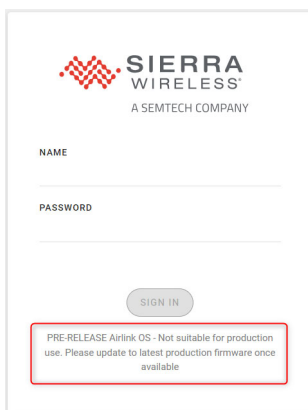 SIERRA
WIRELESS®
A SEMTECH COMPANY
NAME
PASSWORD
SIGN IN
PRE-RELEASE Airlink OS - Not suitable for production
use. Please update to latest production firmware once
available